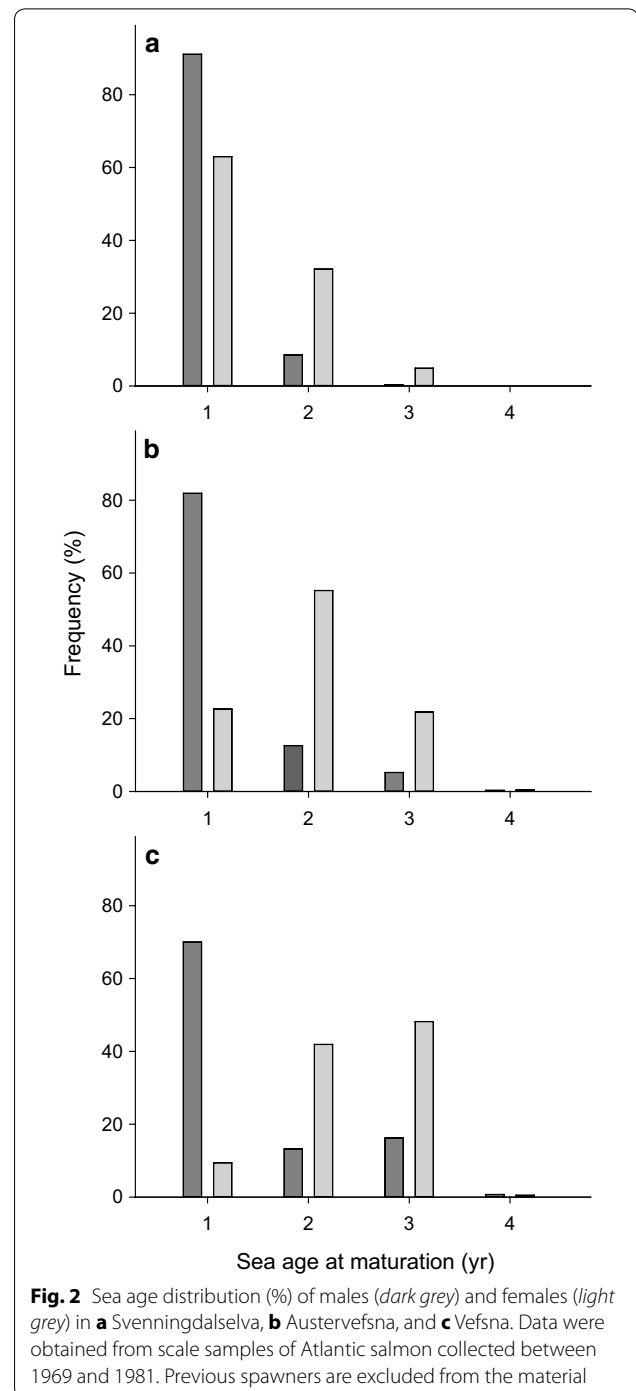 a
80
60
40
20
0
1 2 3 4
b
80
60
40
20
0
1 2 3 4
c
80
60
40
20
0
1 2 3 4
Frequency (%)
Sea age at maturation (yr)
Fig. 2 Sea age distribution (%) of males (dark grey) and females (light
grey) in a Svenningdalselva, b Austervefsna, and c Vefsna. Data were
obtained from scale samples of Atlantic salmon collected between
1969 and 1981. Previous spawners are excluded from the material